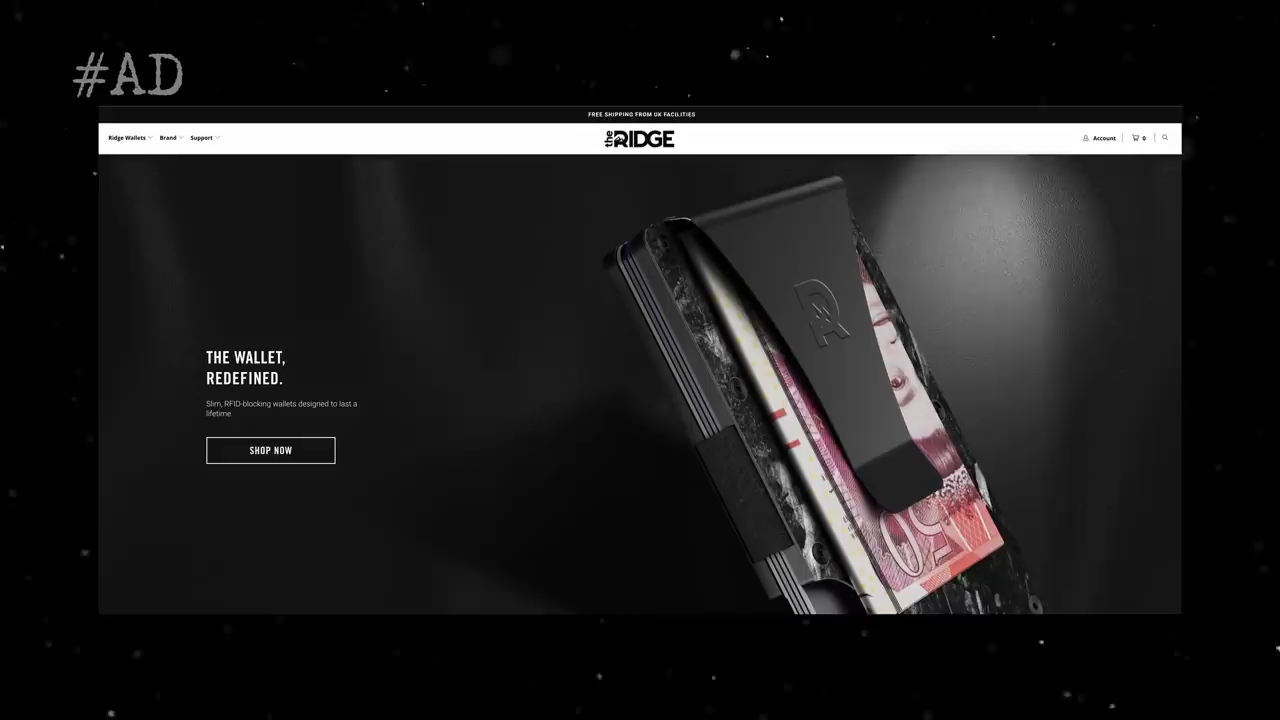 #AD
FREE SHIPPING FROM UK FACILITIES
Ridge Wallets Brand Support
the RIDGE
Account 0
THE WALLET,
REDEFINED.
Slim, RFID-blocking wallets designed to last a
lifetime.
SHOP NOW
50